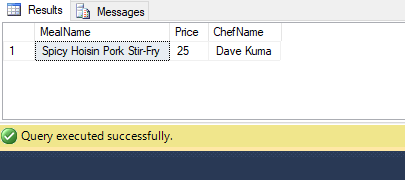 Results Messages
MealName Price ChefName
1 Spicy Hoisin Pork Stir-Fry 25 Dave Kuma
Query executed successfully.